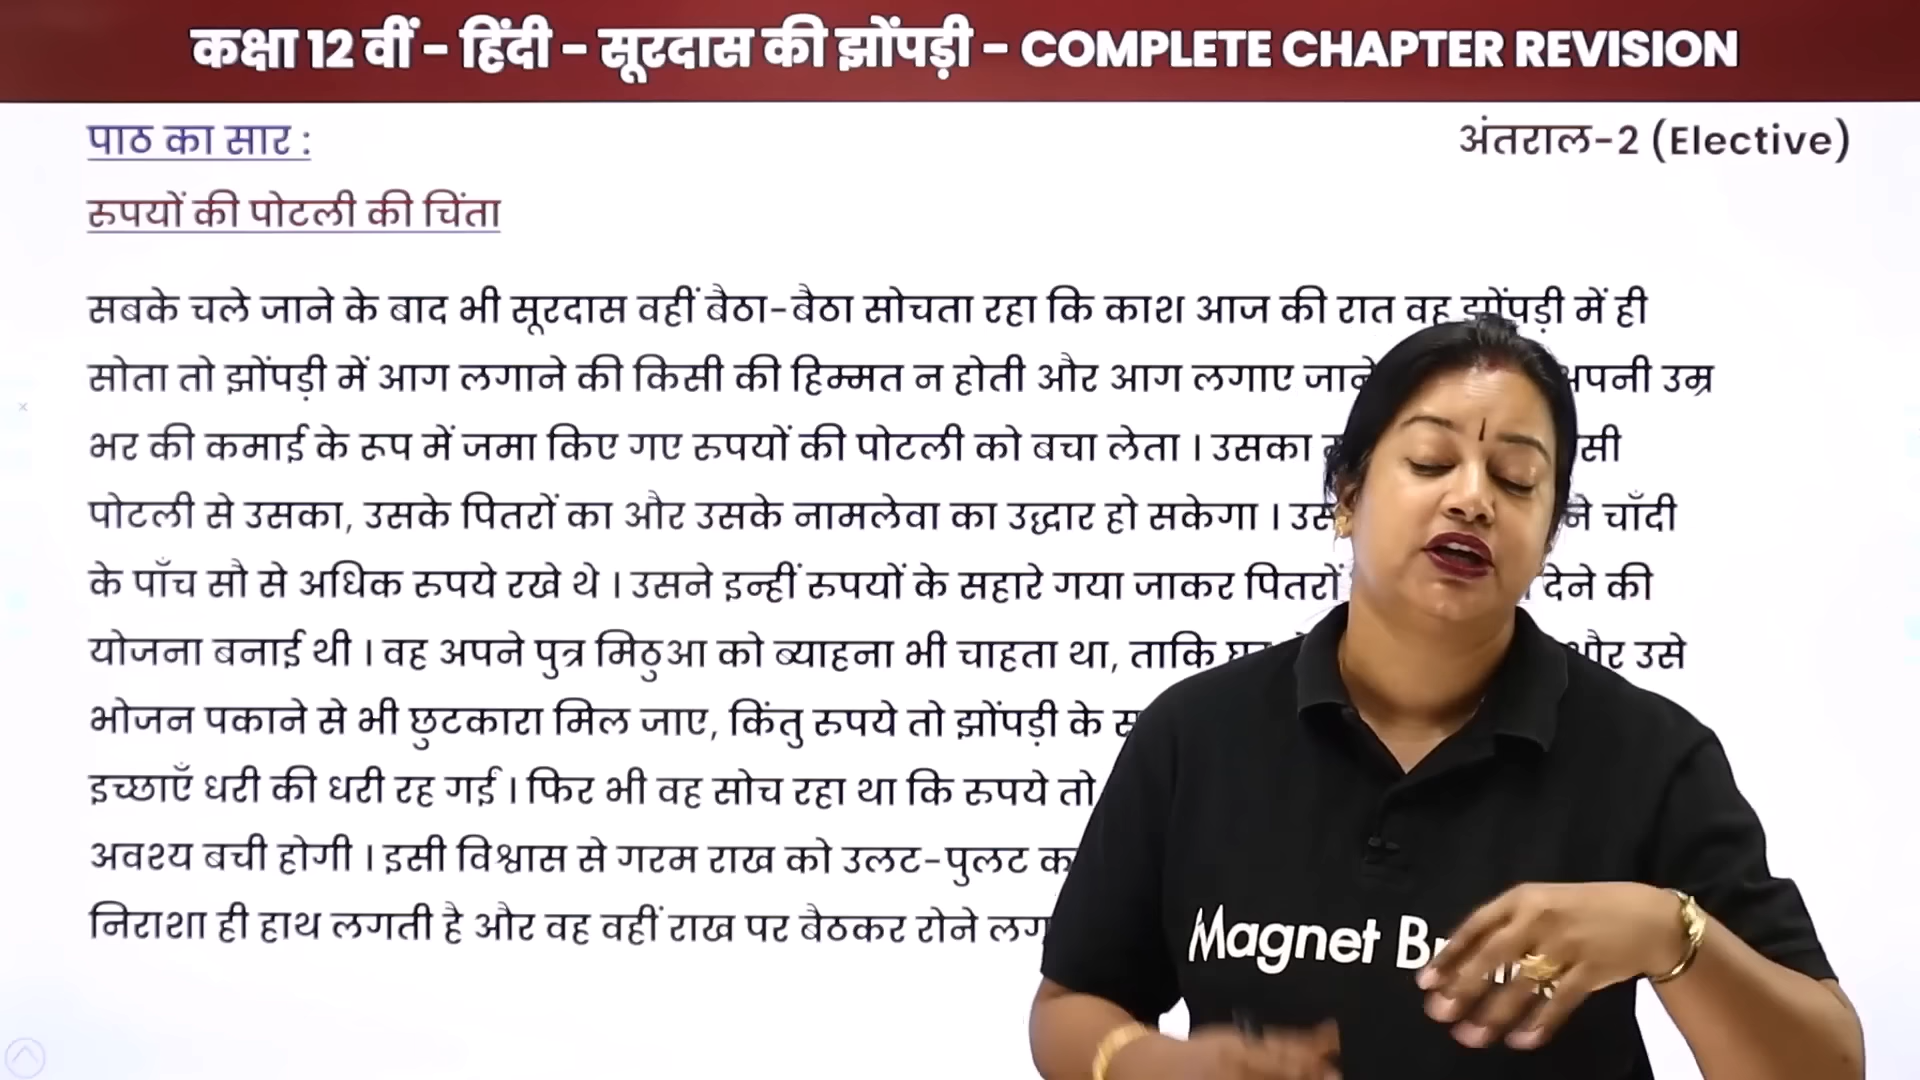 कक्षा 12 वीं - हिंदी - सूरदास की झोंपड़ी - COMPLETE CHAPTER REVISION
पाठ का सार :
अंतराल-2 (Elective)
रुपयों की पोटली की चिंता
सबके चले जाने के बाद भी सूरदास वहीं बैठा-बैठा सोचता रहा कि काश आज की रात वह झोंपड़ी में ही
सोता तो झोंपड़ी में आग लगाने की किसी की हिम्मत न होती और आग लगाए जाने अपनी उम्र
भर की कमाई के रूप में जमा किए गए रुपयों की पोटली को बचा लेता । उसका
पोटली से उसका, उसके पितरों का और उसके नामलेवा का उद्धार हो सकेगा । चाँदी
के पाँच सौ से अधिक रुपये रखे थे । उसने इन्हीं रुपयों के सहारे गया जाकर पितरों देने की
योजना बनाई थी । वह अपने पुत्र मिठुआ को ब्याहना भी चाहता था, ताकि और उसे
भोजन पकाने से भी छुटकारा मिल जाए, किंतु रुपये तो झोंपड़ी के
इच्छाएँ धरी की धरी रह गईं । फिर भी वह सोच रहा था कि रुपये तो
अवश्य बची होगी । इसी विश्वास से गरम राख को उलट-पुलट
निराशा ही हाथ लगती है और वह वहीं राख पर बैठकर रोने
Magnet